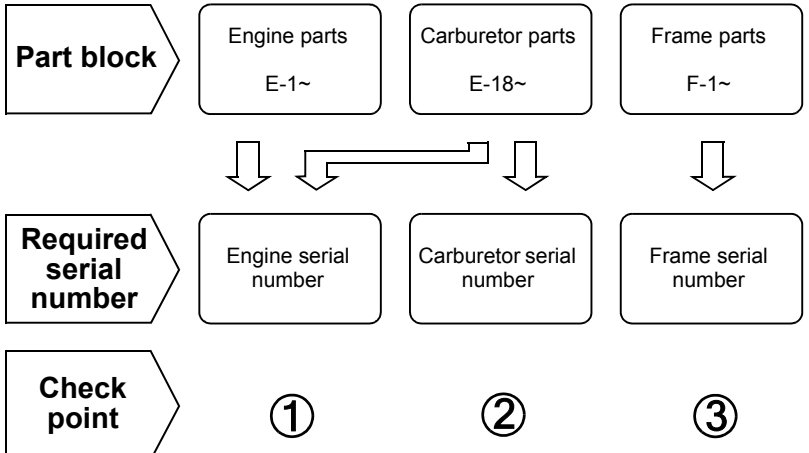 Part block
Engine parts
E-1~
Carburetor parts
E-18~
Frame parts
F-1~
Required
serial
number
Engine serial
number
Carburetor serial
number
Frame serial
number
Check
point
①
②
③